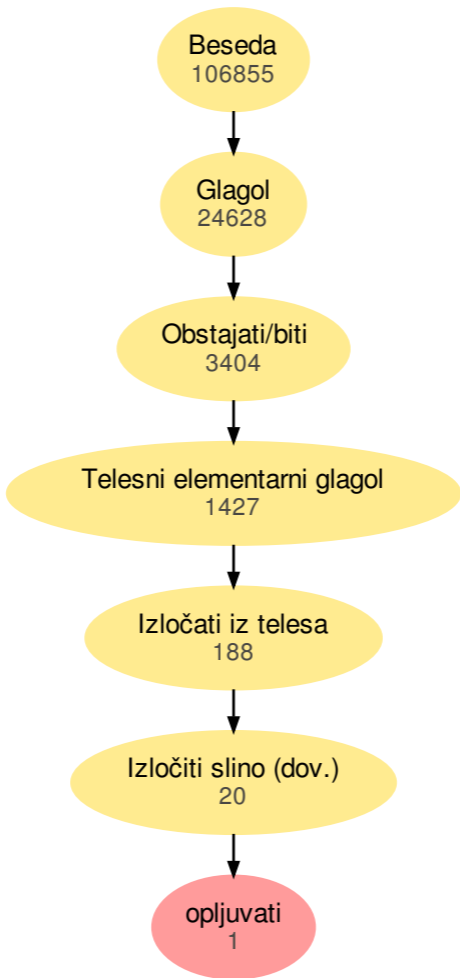 Beseda
106855
Glagol
24628
Obstajati/biti
3404
Telesni elementarni glagol
1427
Izločati iz telesa
188
Izločiti slino (dov.)
20
opljuvati
1